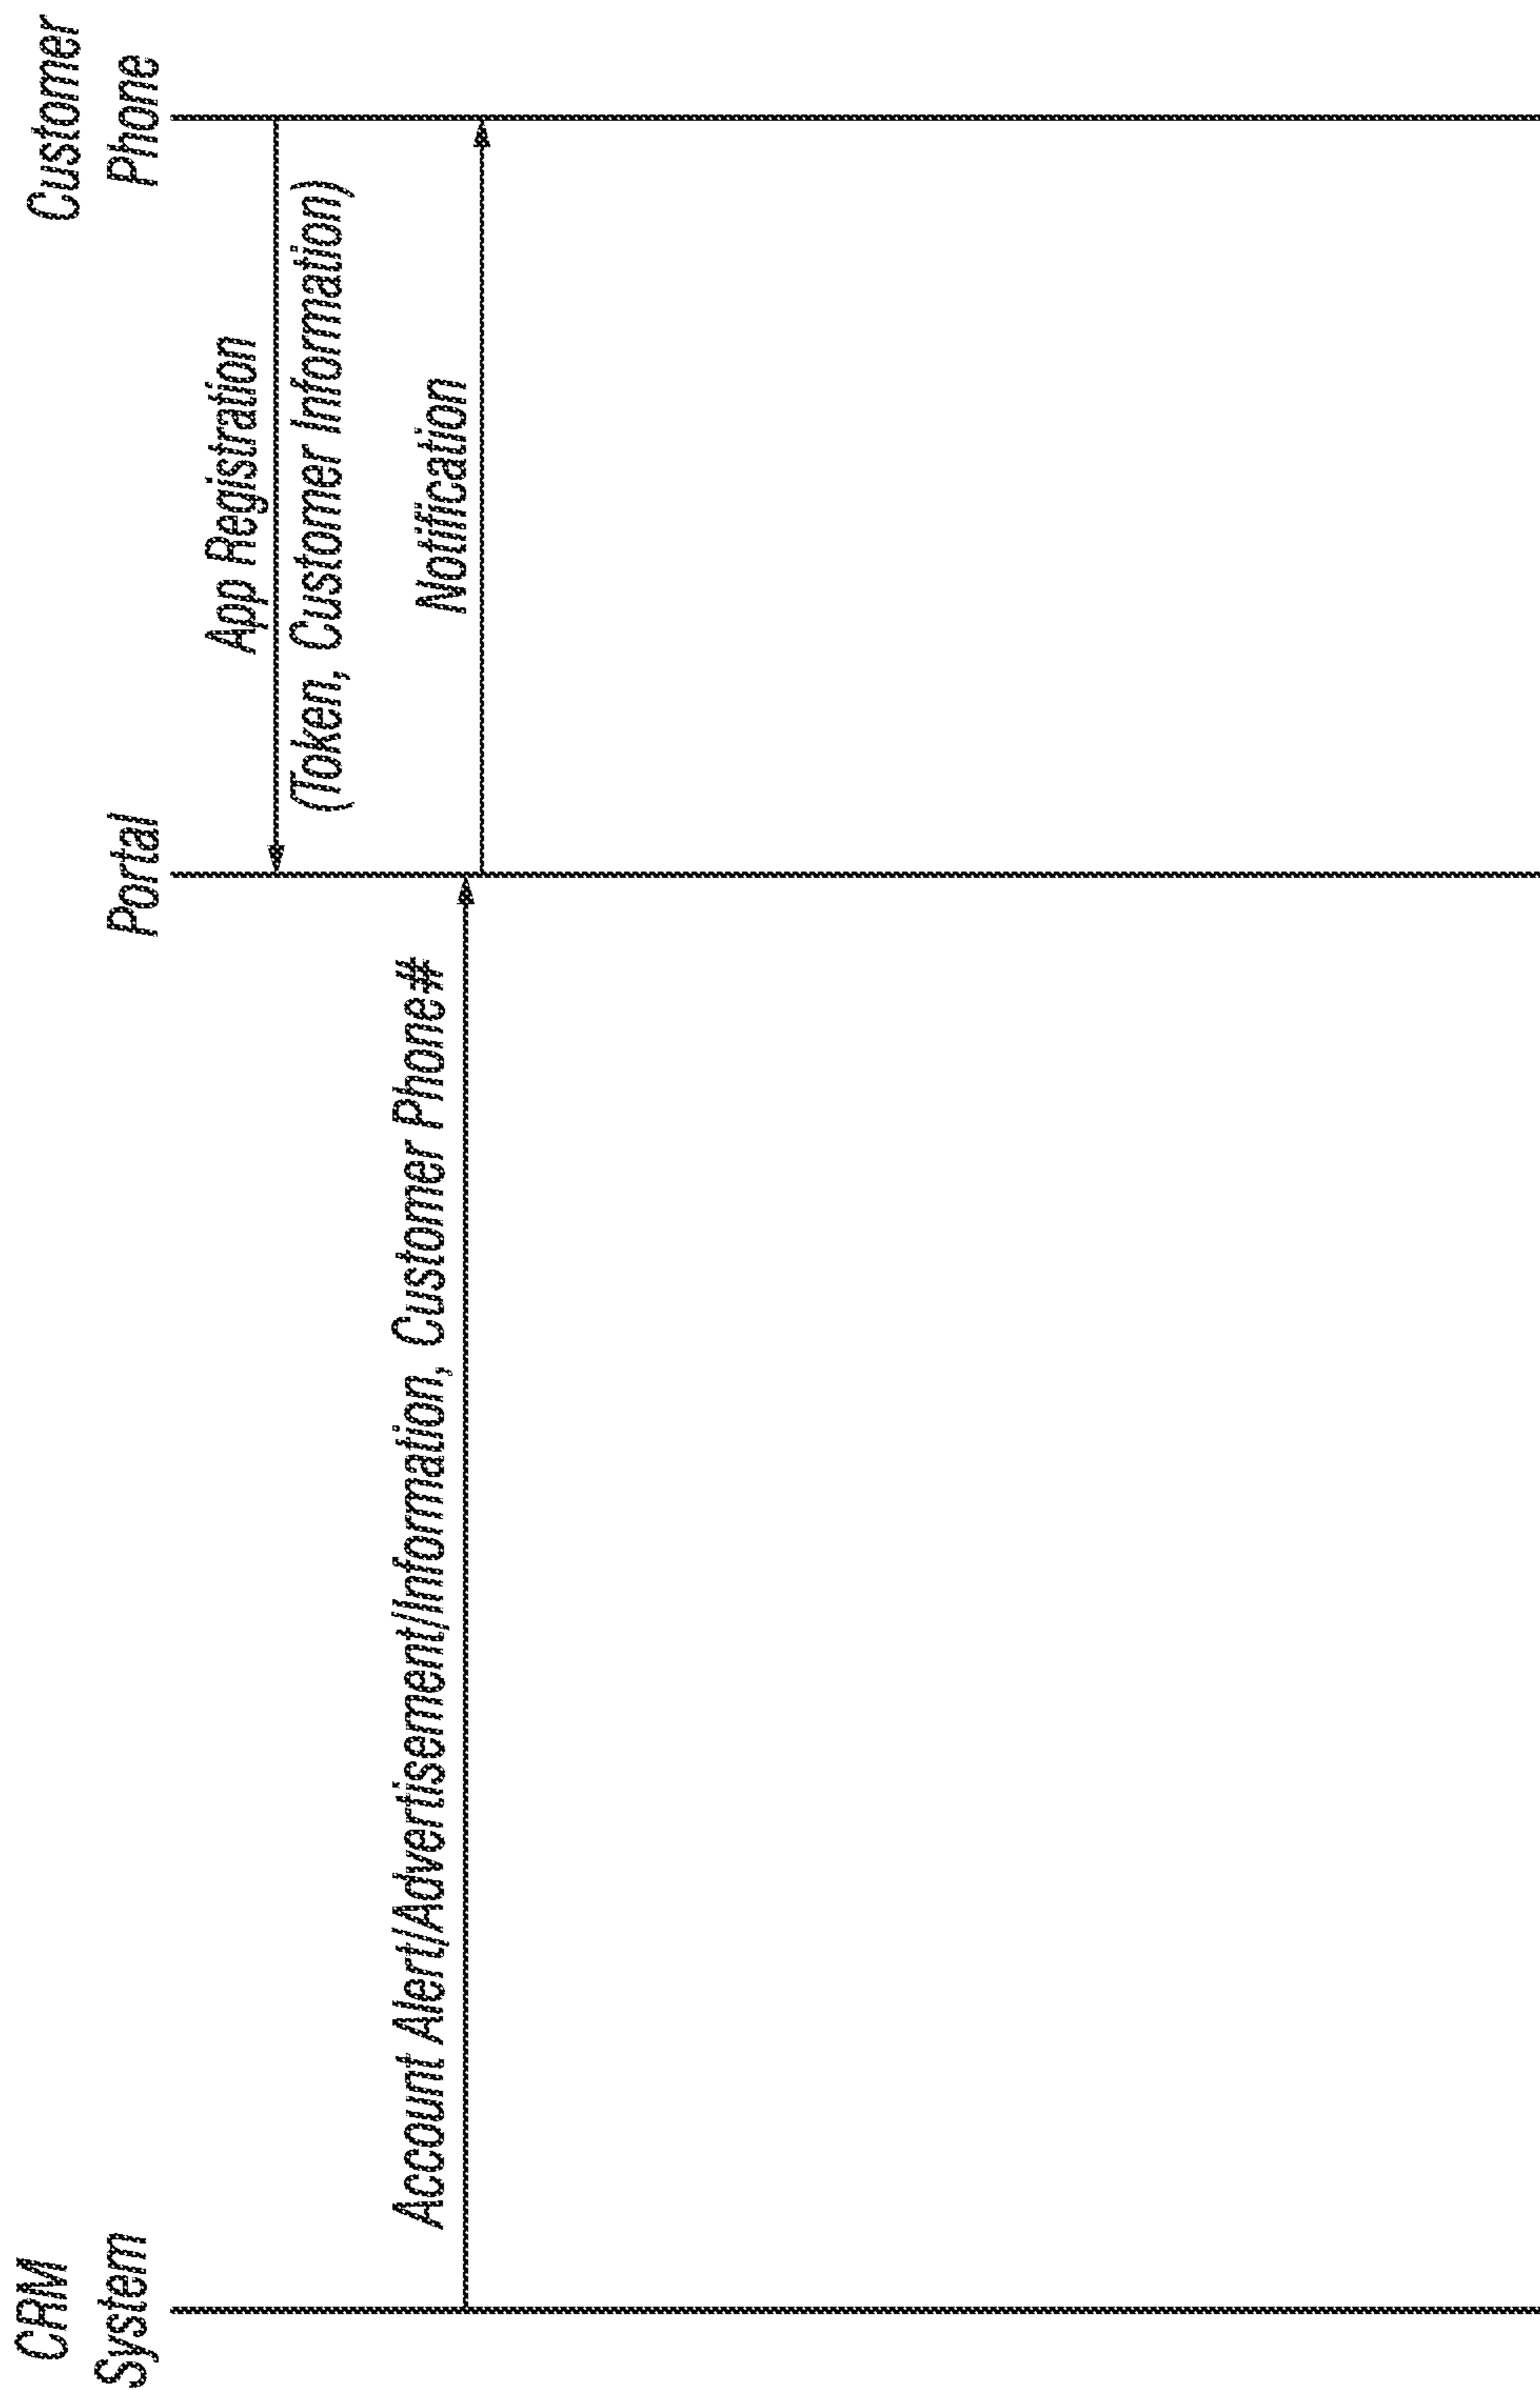 CRM
System
Portal
Customer
Phone
App Registration
(Token, Customer Information)
Account Alert/Advertisement/Information, Customer Phone#
Notification